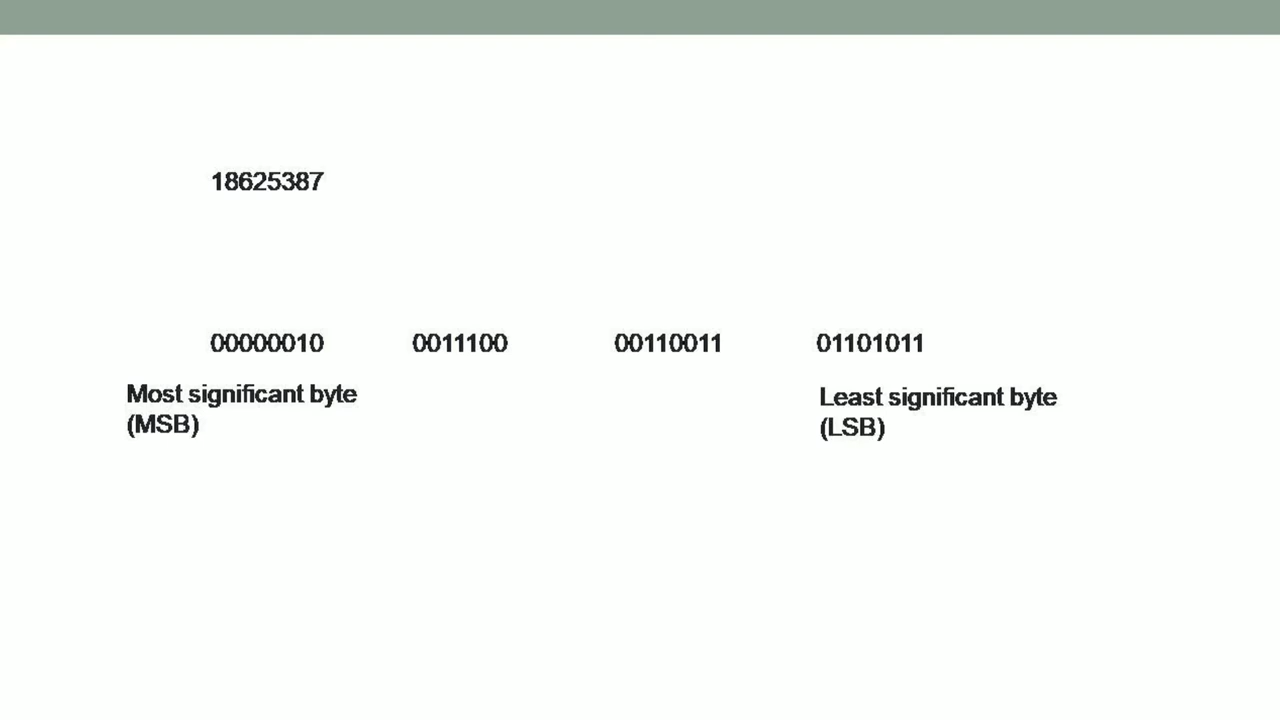 18625387
00000010 0011100 00110011 01101011
Most significant byte
(MSB)
Least significant byte
(LSB)